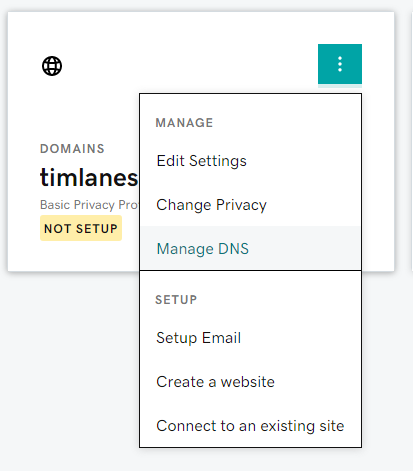 MANAGE
DOMAINS
Edit Settings
timlanes
Change Privacy
Basic Privacy
NOT SETUP
Manage DNS
SETUP
Setup Email
Create a website
Connect to an existing site